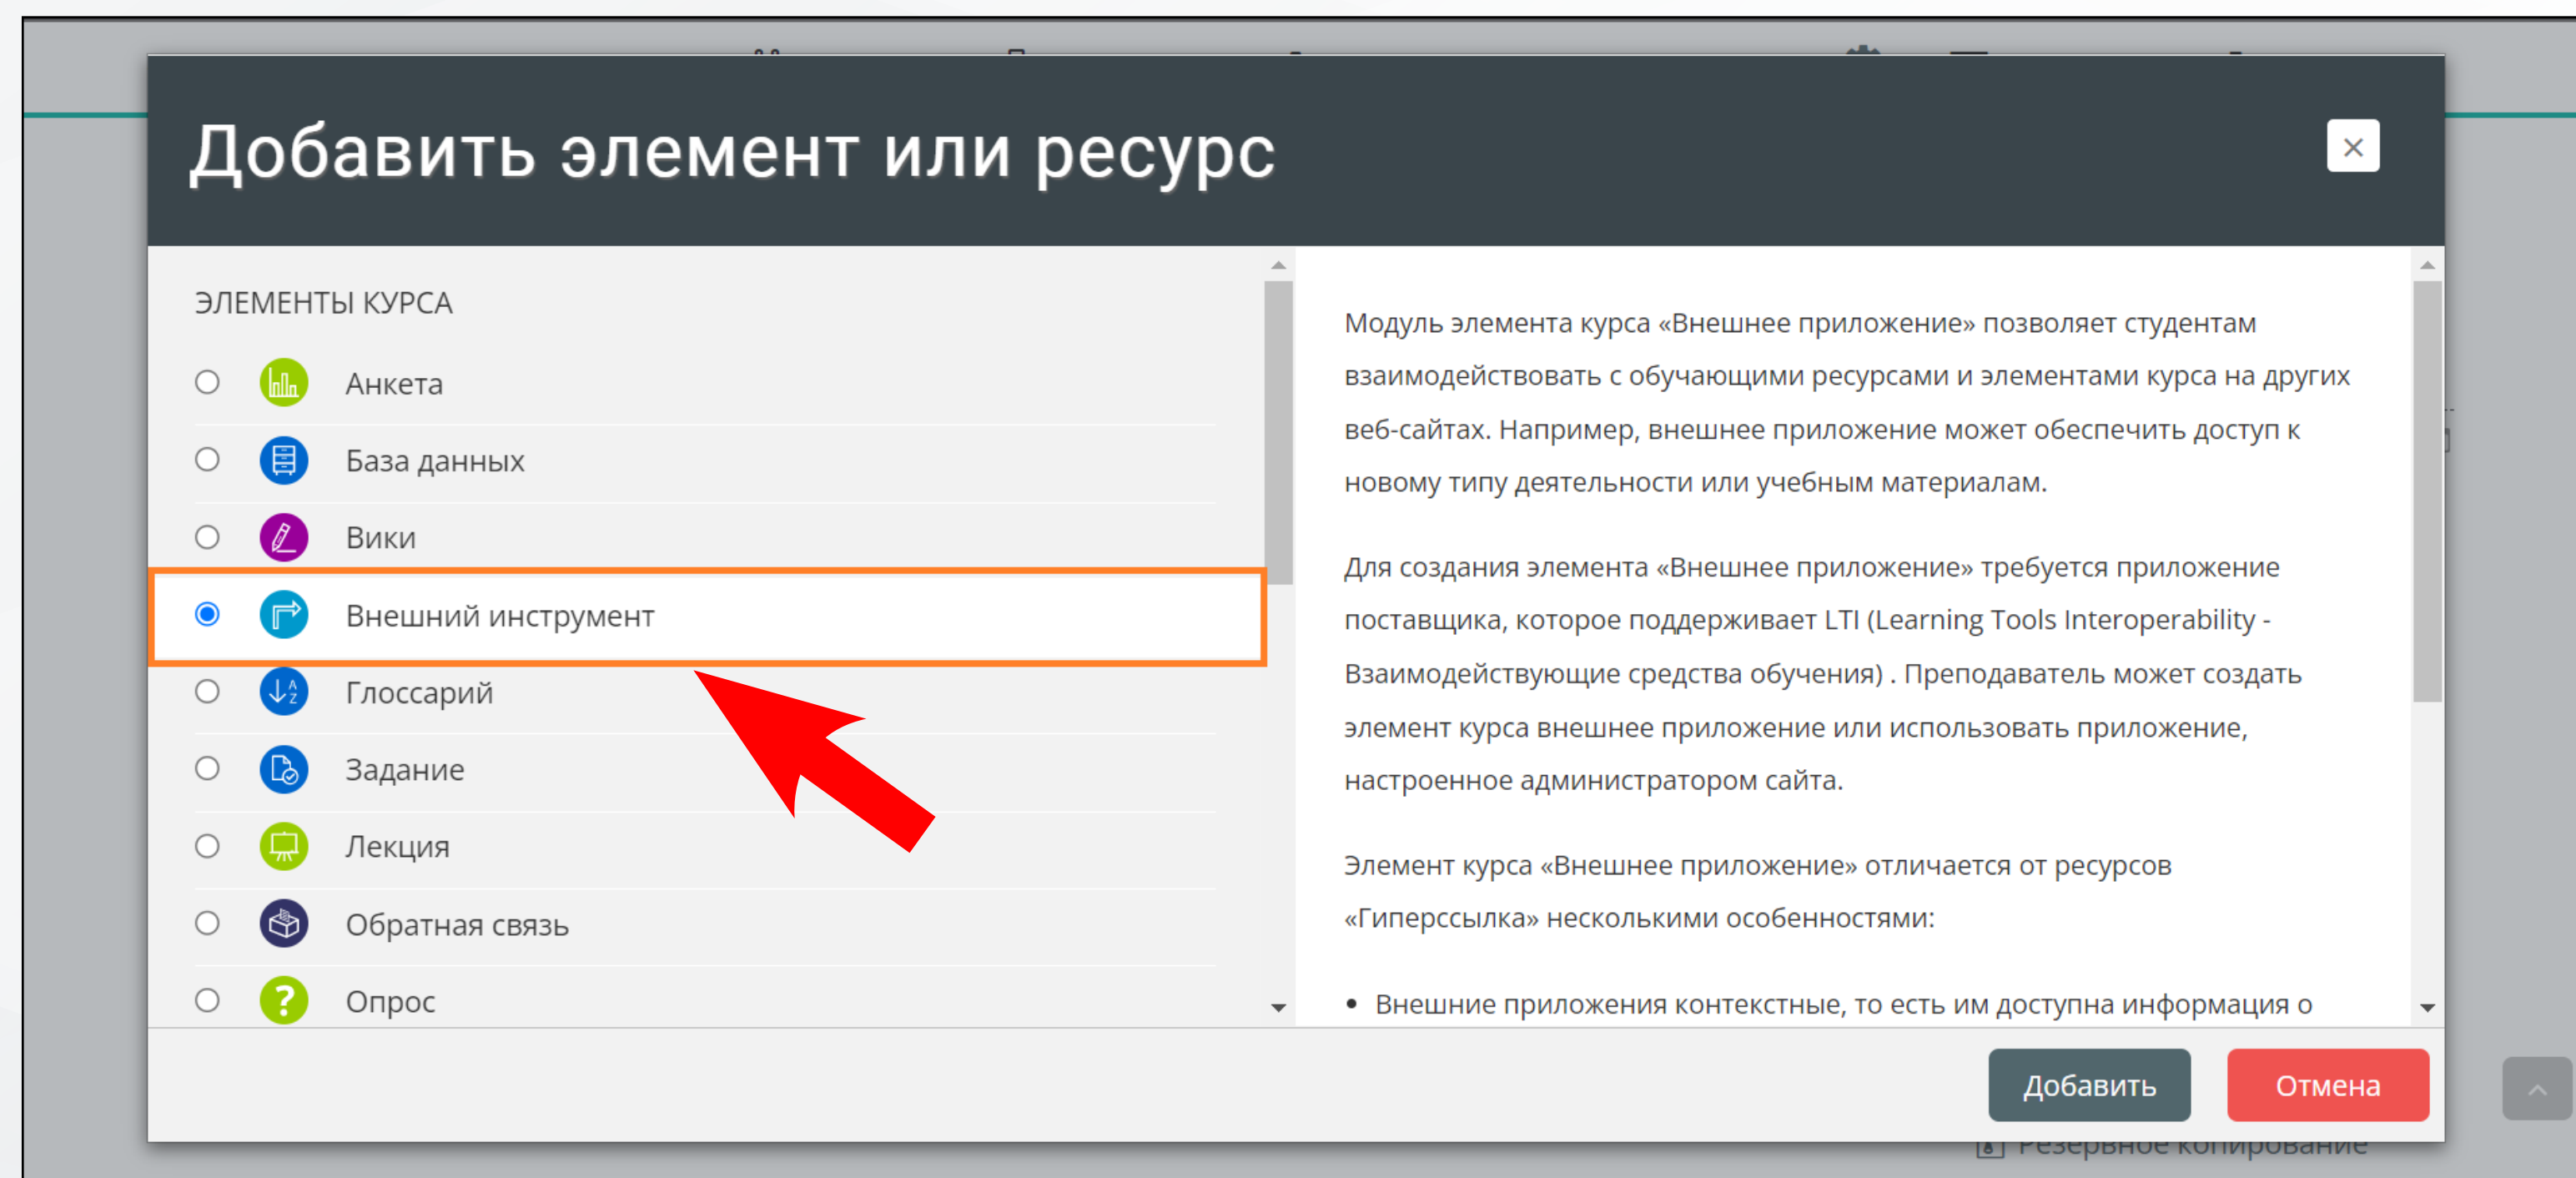 Добавить элемент или ресурс
ЭЛЕМЕНТЫ КУРСА
Анкета
База данных
Вики
Внешний инструмент
Глоссарий
Задание
Лекция
Обратная связь
Опрос
Модуль элемента курса «Внешнее приложение» позволяет студентам
взаимодействовать с обучающими ресурсами и элементами курса на других
веб-сайтах. Например, внешнее приложение может обеспечить доступ к
новому типу деятельности или учебным материалам.
Для создания элемента «Внешнее приложение» требуется приложение
поставщика, которое поддерживает LTI (Learning Tools Interoperability -
Взаимодействующие средства обучения) . Преподаватель может создать
элемент курса внешнее приложение или использовать приложение,
настроенное администратором сайта.
Элемент курса «Внешнее приложение» отличается от ресурсов
«Гиперссылка» несколькими особенностями:
• Внешние приложения контекстные, то есть им доступна информация о
Добавить
Отмена
Резервное копирование